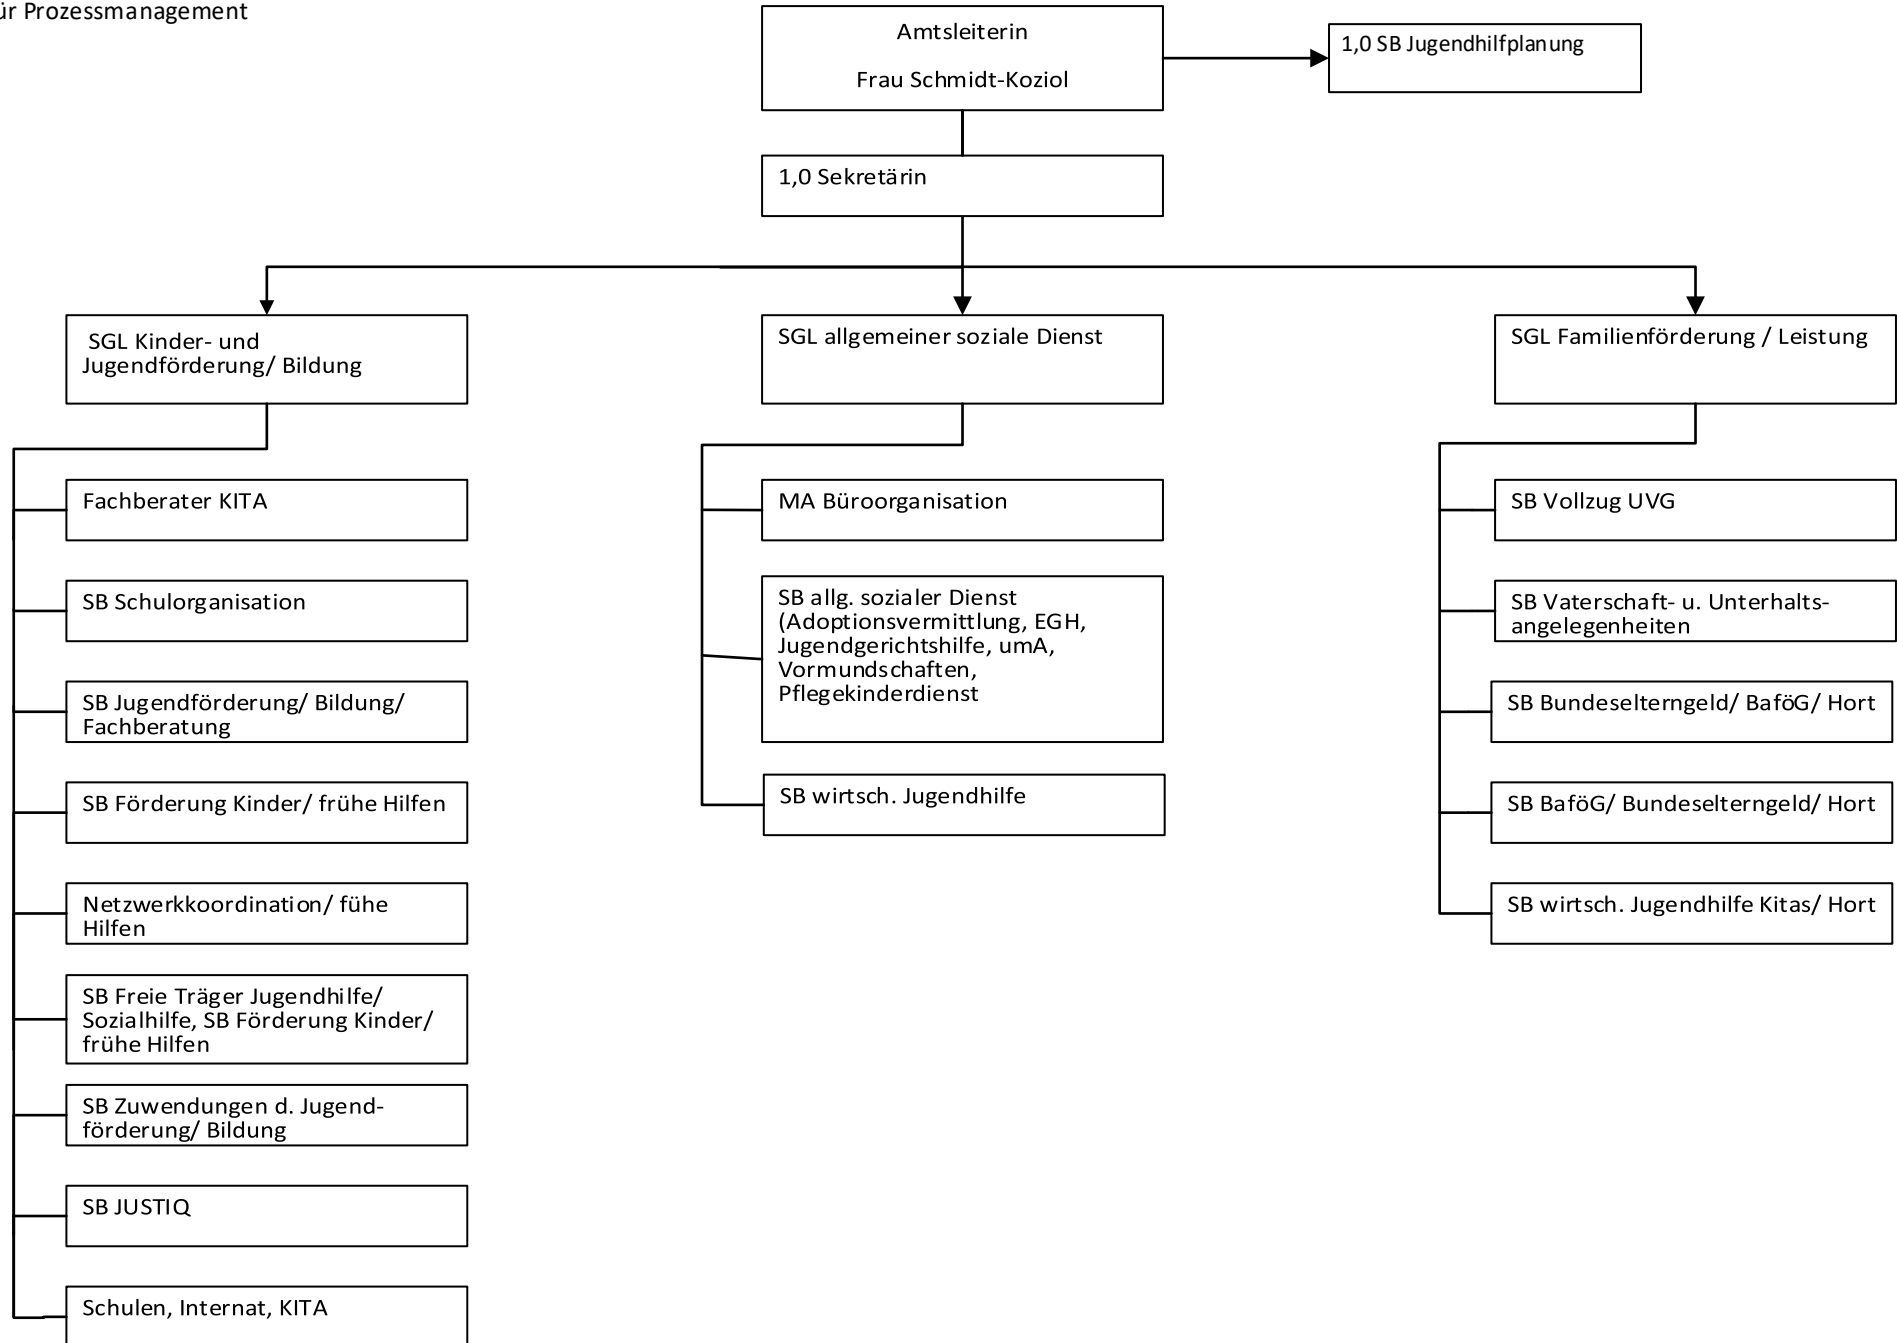 ür Prozessmanagement
Amtsleiterin
Frau Schmidt-Koziol
1,0 SB Jugendhilfplanung
1,0 Sekretärin
SGL Kinder- und
Jugendförderung/ Bildung
Fachberater KITA
SB Schulorganisation
SB Jugendförderung/ Bildung/
Fachberatung
SB Förderung Kinder/ frühe Hilfen
Netzwerkkoordination/ fühe
Hilfen
SB Freie Träger Jugendhilfe/
Sozialhilfe, SB Förderung Kinder/
frühe Hilfen
SB Zuwendungen d. Jugend-
förderung/ Bildung
SB JUSTIQ
Schulen, Internat, KITA
SGL allgemeiner soziale Dienst
MA Büroorganisation
SB allg. sozialer Dienst
(Adoptionsvermittlung, EGH,
Jugendgerichtshilfe, umA,
Vormundschaften,
Pflegekinderdienst
SB wirtsch. Jugendhilfe
SGL Familienförderung / Leistung
SB Vollzug UVG
SB Vaterschaft- u. Unterhalts-
angelegenheiten
SB Bundeselterngeld/ BaföG/ Hort
SB BaföG/ Bundeselterngeld/ Hort
SB wirtsch. Jugendhilfe Kitas/ Hort